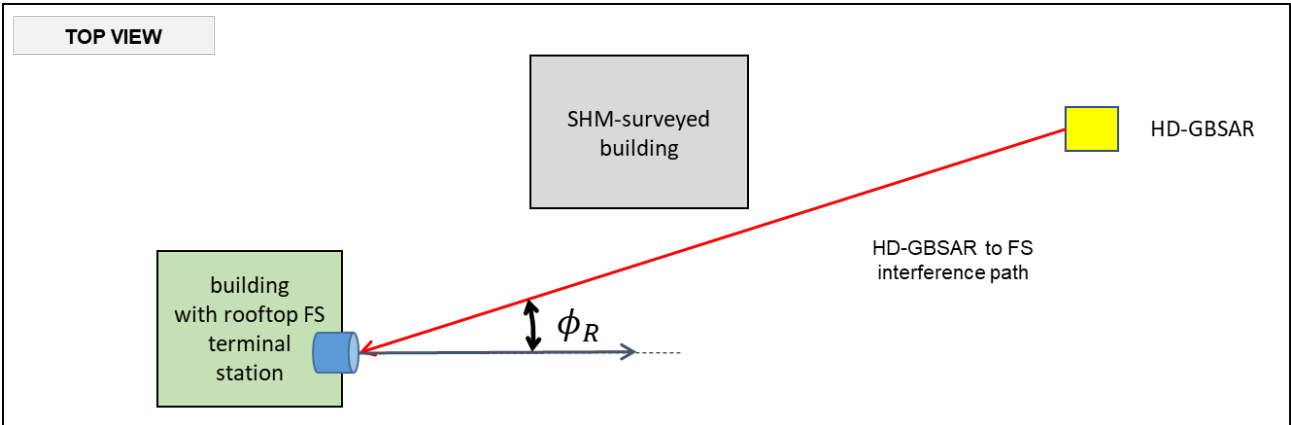 TOP VIEW
SHM-surveyed
building
HD-GBSAR
HD-GBSAR to FS
interference path
building
with rooftop FS
terminal
station
ϕR